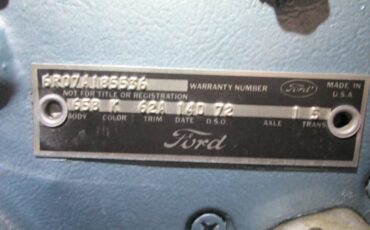 6R07A185536
WARRANTY NUMBER Ford MADE IN U.S.A
NOT FOR TITLE OR REGISTRATION
65B K 62A 14D 72 1 5
BODY COLOR TRIM DATE D.S.O. AXLE TRANS
Ford